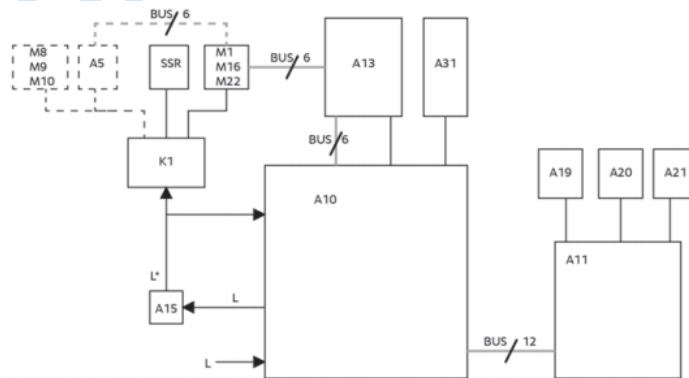 BUS 6
M8
M9
M10
A5
SSR
M1
M16
M22
BUS 6
A13
A31
BUS 6
K1
A10
A19
A20
A21
A11
L*
A15
L
BUS 12
L